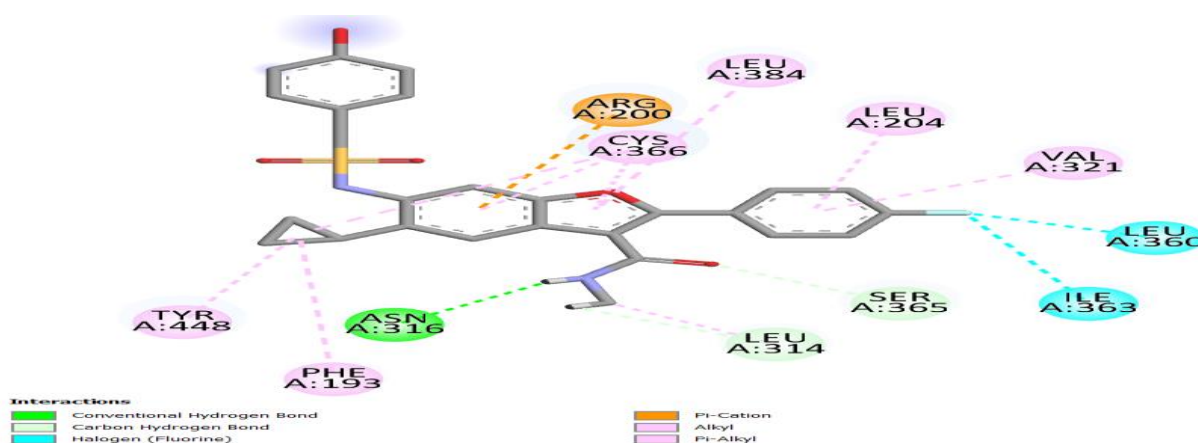 LEU
A:384
ARG
A:200
LEU
A:204
CYS
A:366
VAL
A:321
LEU
A:360
SER
A:365
ILE
A:363
ASN
A:316
TYR
A:448
LEU
A:314
PHE
A:193
Interactions
Conventional Hydrogen Bond
Carbon Hydrogen Bond
Halogen (Fluorine)
Pi-Cation
Alkyl
Pi-Alkyl